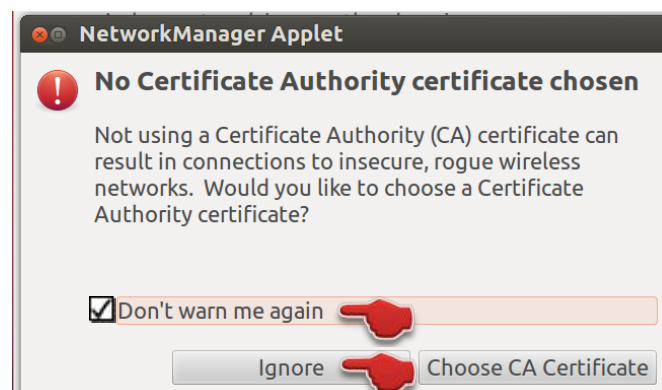 NetworkManager Applet
No Certificate Authority certificate chosen
Not using a Certificate Authority (CA) certificate can
result in connections to insecure, rogue wireless
networks. Would you like to choose a Certificate
Authority certificate?
Don't warn me again
Ignore
Choose CA Certificate